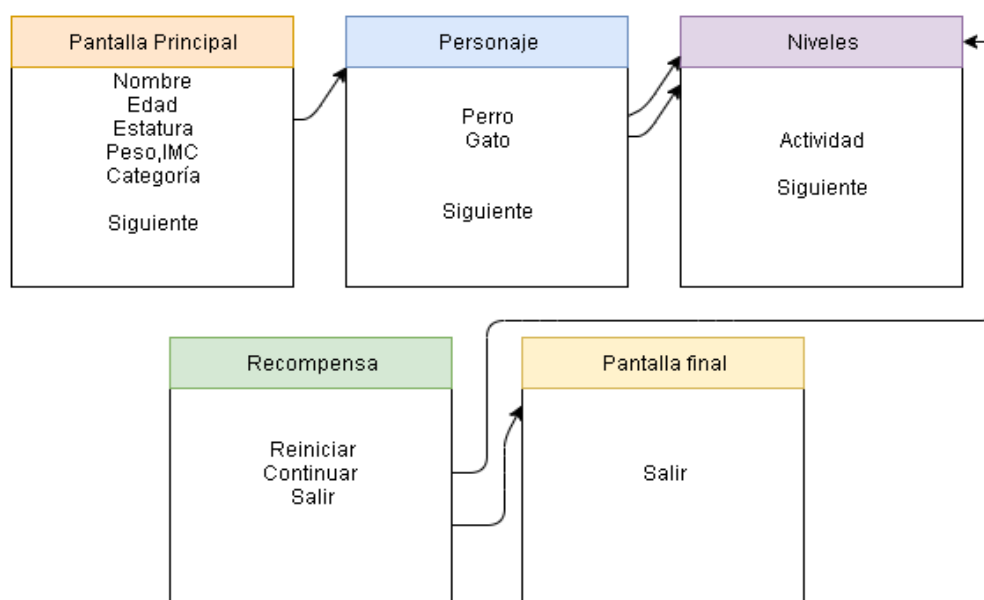 Pantalla Principal
Nombre
Edad
Estatura
Peso,IMC
Categoría
Siguiente
Personaje
Perro
Gato
Siguiente
Niveles
Actividad
Siguiente
Recompensa
Reiniciar
Continuar
Salir
Pantalla final
Salir